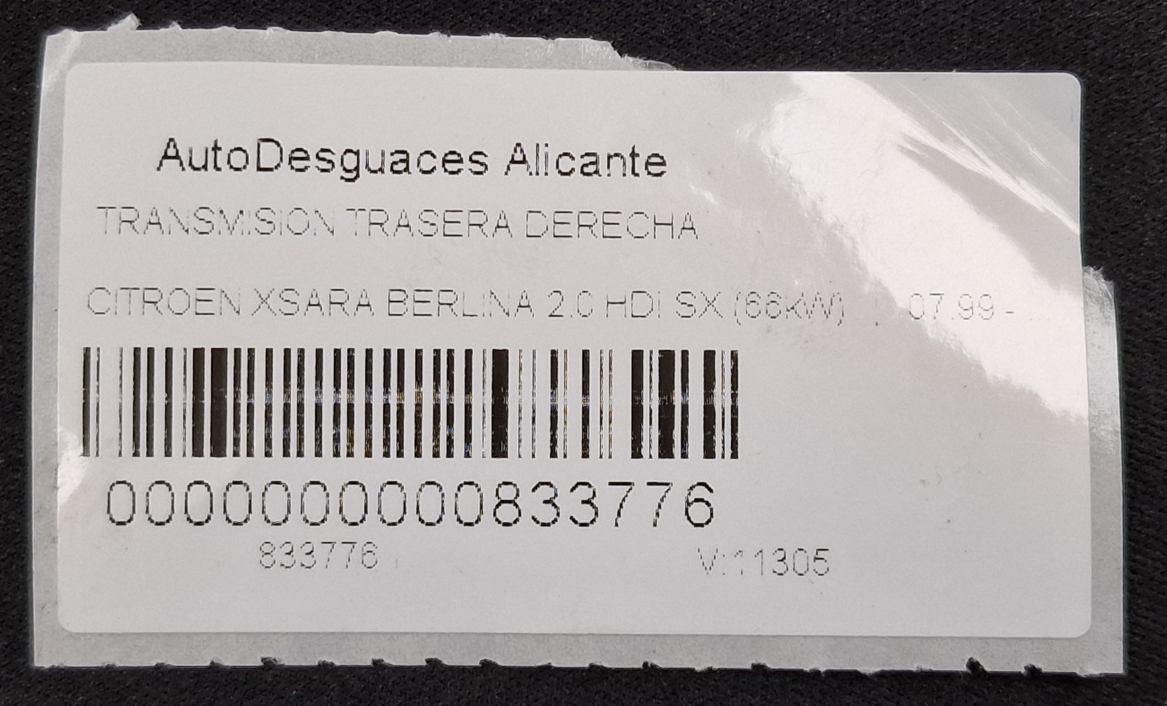 AutoDesguaces Alicante
TRANSMISION TRASERA DERECHA
CITROEN XSARA BERLINA 2.0 HDI SX (66kW) | 07.99 -
0000000000833776
833776
V:11305